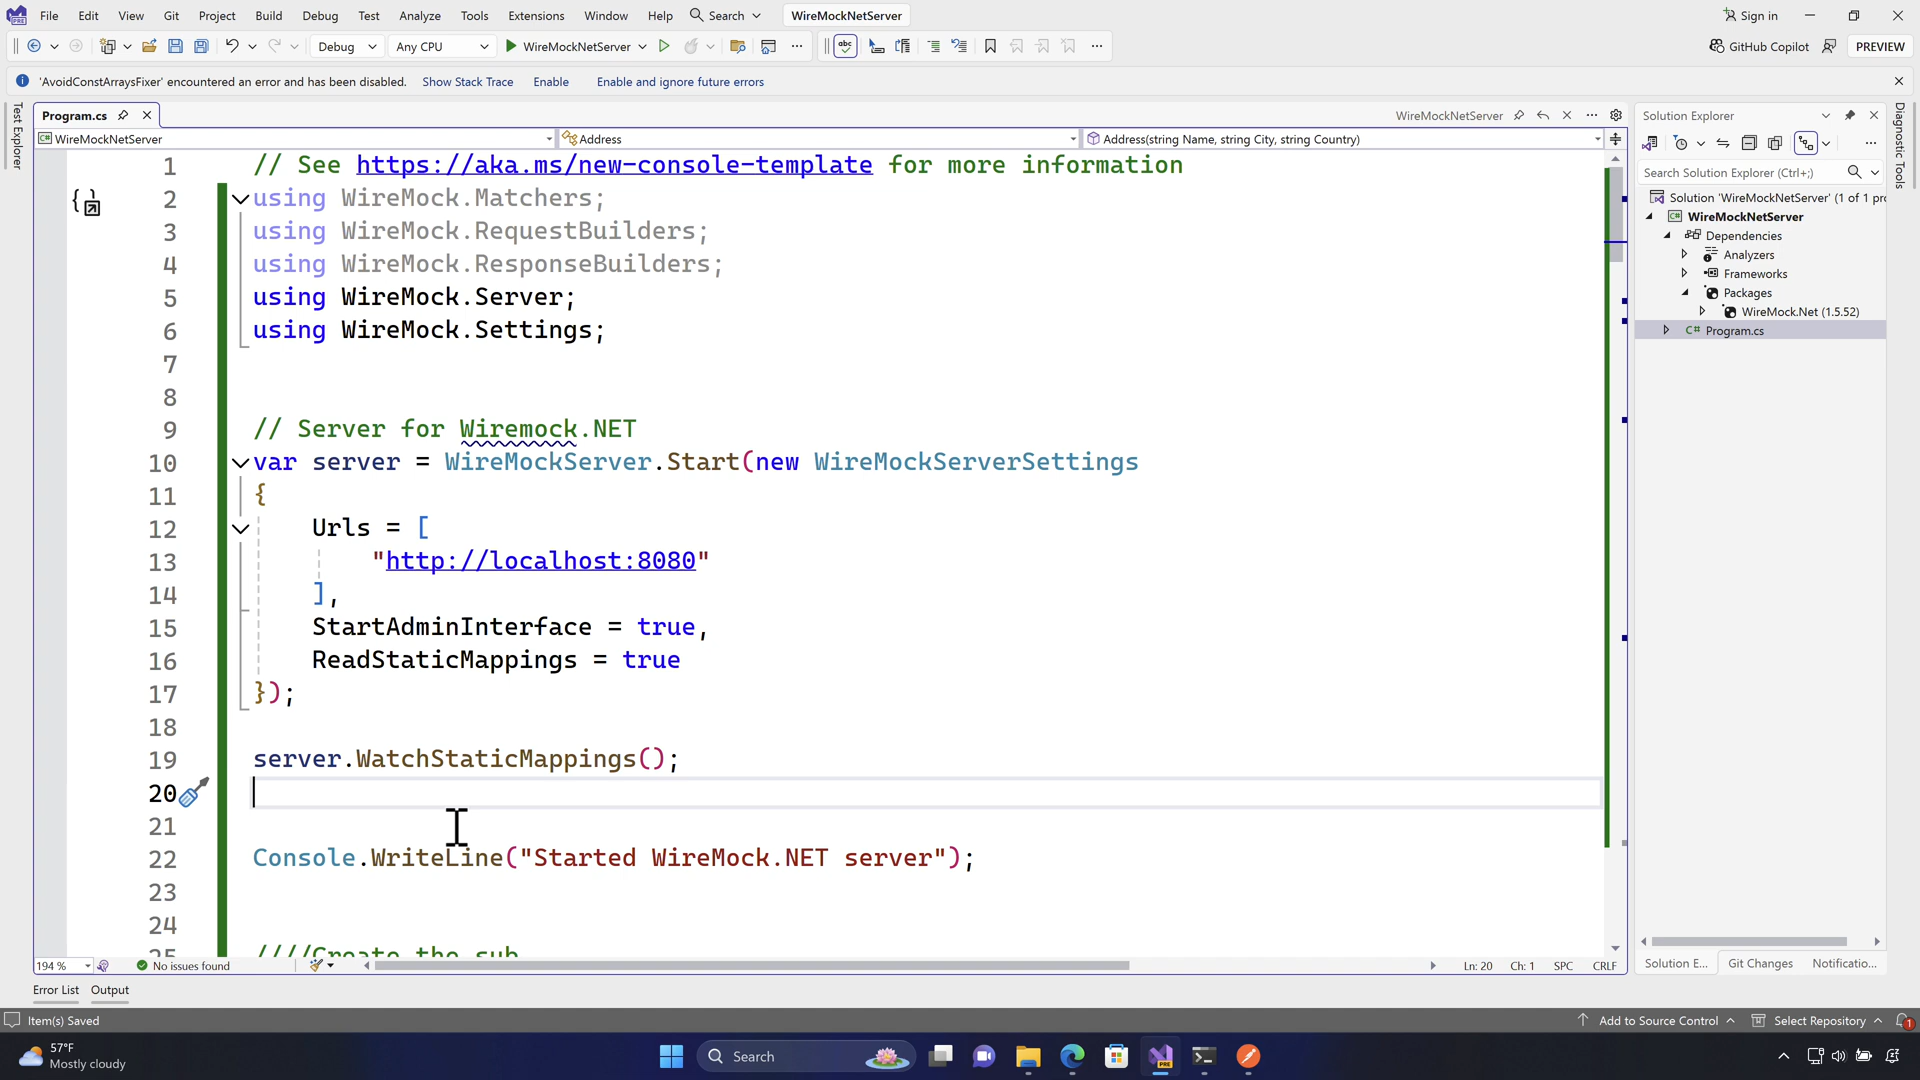 File Edit View Git Project Build Debug Test Analyze Tools Extensions Window Help Search WireMockNetServer Sign in
Debug Any CPU WireMockNetServer abc GitHub Copilot PREVIEW
'AvoidConstArraysFixer' encountered an error and has been disabled. Show Stack Trace Enable Enable and ignore future errors
Test Explorer
Program.cs WireMockNetServer
WireMockNetServer Address Address(string Name, string City, string Country)
1 // See https://aka.ms/new-console-template for more information
2 using WireMock.Matchers;
3 using WireMock.RequestBuilders;
4 using WireMock.ResponseBuilders;
5 using WireMock.Server;
6 using WireMock.Settings;
7
8
9 // Server for Wiremock.NET
10 var server = WireMockServer.Start(new WireMockServerSettings
11 {
12 Urls = [
13 "http://localhost:8080"
14 ],
15 StartAdminInterface = true,
16 ReadStaticMappings = true
17 });
18
19 server.WatchStaticMappings();
20
21
22 Console.WriteLine("Started WireMock.NET server");
23
24
25 ////Create the sub
194 % No issues found Ln: 20 Ch: 1 SPC CRLF
Solution Explorer
Search Solution Explorer (Ctrl+;)
Solution 'WireMockNetServer' (1 of 1 pro
WireMockNetServer
Dependencies
Analyzers
Frameworks
Packages
WireMock.Net (1.5.52)
C# Program.cs
Solution E... Git Changes Notificatio...
Diagnostic Tools
Error List Output
Item(s) Saved Add to Source Control Select Repository 1
57°F
Mostly cloudy
Search